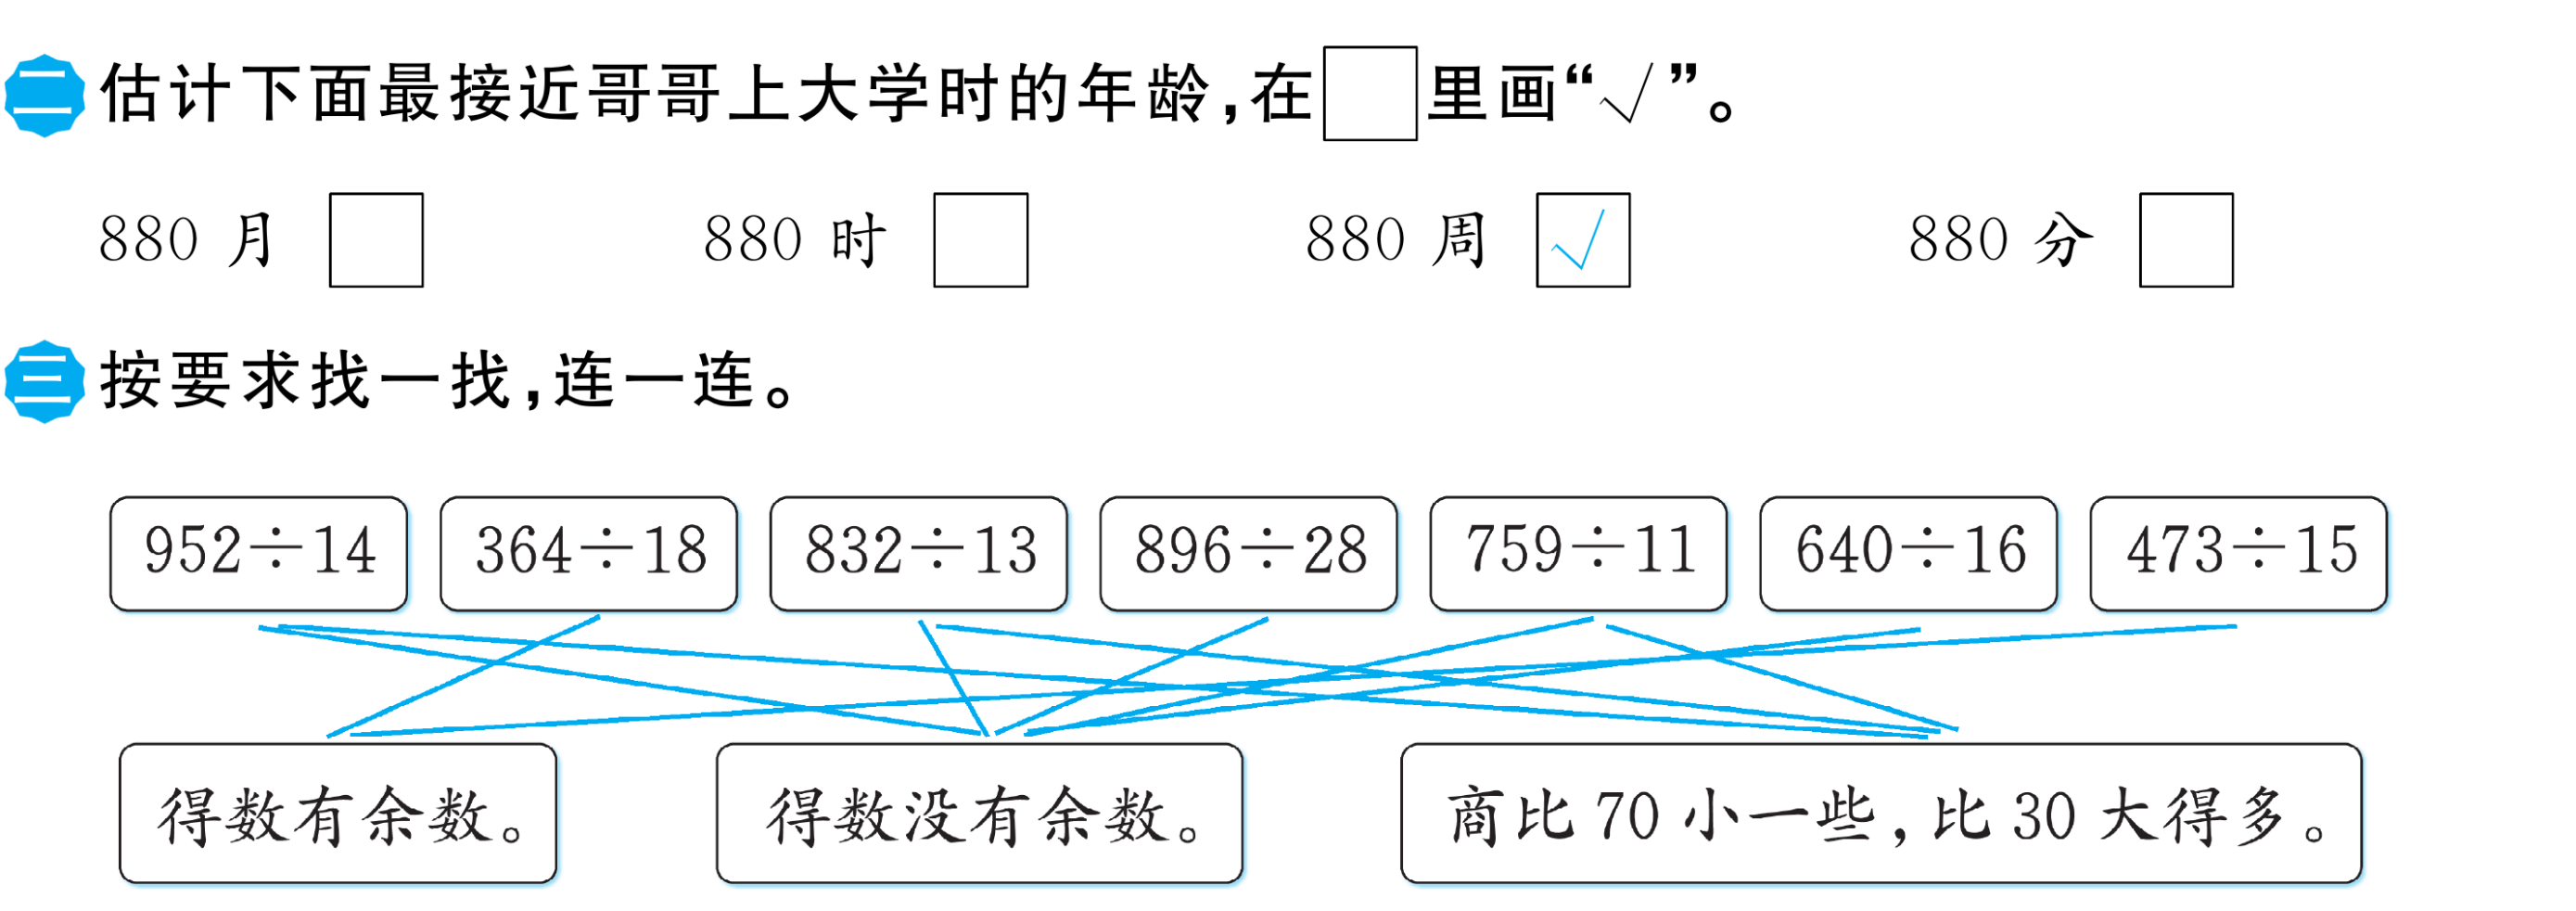 二 估计下面最接近哥哥上大学时的年龄,在□里画“√”。
880 月 □ 880 时 □ 880 周 √ 880 分 □
三 按要求找一找,连一连。
952÷14 364÷18 832÷13 896÷28 759÷11 640÷16 473÷15
得数有余数。 得数没有余数。 商比 70 小一些,比 30 大得多。